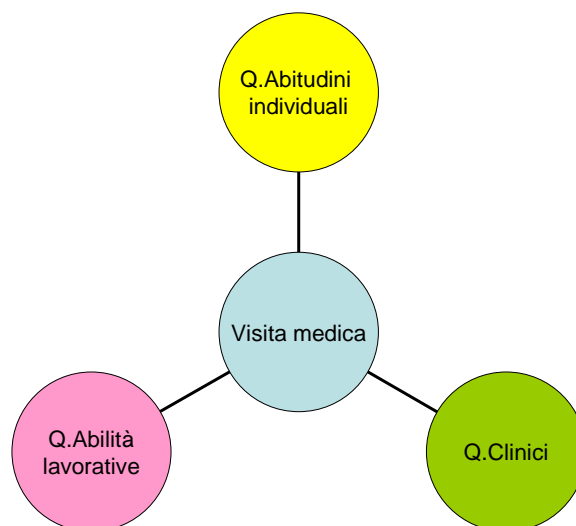 Q.Abitudini
individuali
Visita medica
Q.Abilità
lavorative
Q.Clinici